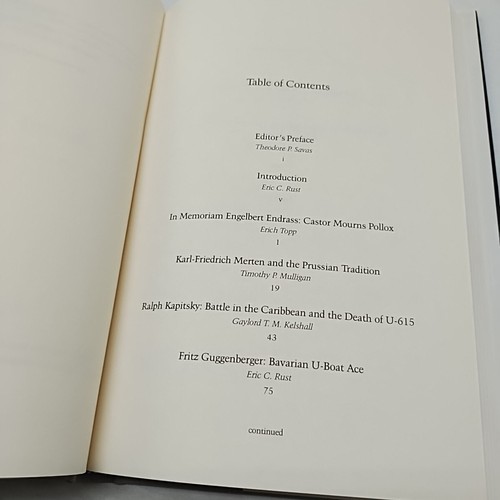 Table of Contents
Editor's Preface
Theodore P. Savas
i
Introduction
Eric C. Rust
v
In Memoriam Engelbert Endrass: Castor Mourns Pollox
Erich Topp
1
Karl-Friedrich Merten and the Prussian Tradition
Timothy P. Mulligan
19
Ralph Kapitsky: Battle in the Caribbean and the Death of U-615
Gaylord T. M. Kelshall
43
Fritz Guggenberger: Bavarian U-Boat Ace
Eric C. Rust
75
continued